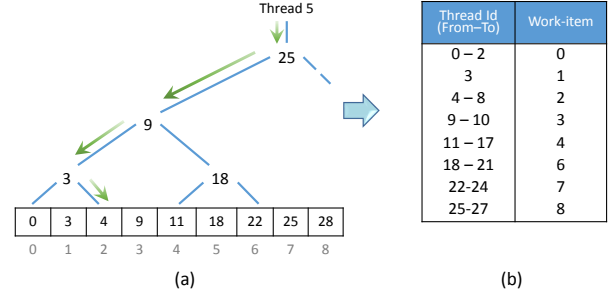 Thread 5
25
9
3
18
0 3 4 9 11 18 22 25 28
0 1 2 3 4 5 6 7 8
(a)
Thread Id (From–To) Work-item
0 – 2 0
3 1
4 – 8 2
9 – 10 3
11 – 17 4
18 – 21 6
22-24 7
25-27 8
(b)